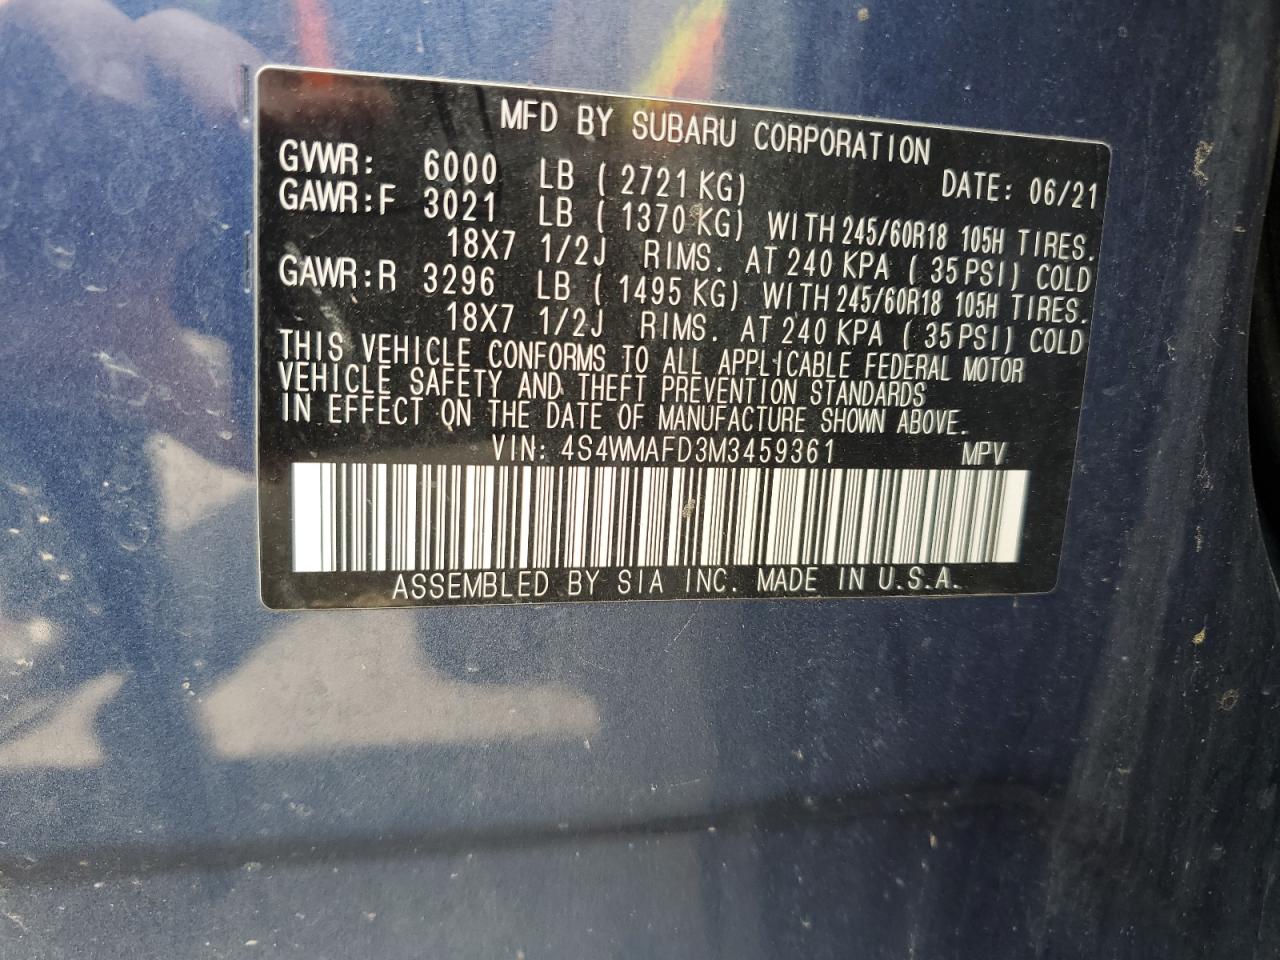 MFD BY SUBARU CORPORATION
GVWR: 6000 LB ( 2721 KG) DATE: 06/21
GAWR:F 3021 LB ( 1370 KG) WITH 245/60R18 105H TIRES.
18X7 1/2J RIMS. AT 240 KPA ( 35 PSI) COLD
GAWR:R 3296 LB ( 1495 KG) WITH 245/60R18 105H TIRES.
18X7 1/2J RIMS. AT 240 KPA ( 35 PSI) COLD
THIS VEHICLE CONFORMS TO ALL APPLICABLE FEDERAL MOTOR
VEHICLE SAFETY AND THEFT PREVENTION STANDARDS
IN EFFECT ON THE DATE OF MANUFACTURE SHOWN ABOVE.
VIN: 4S4WMAFD3M3459361 MPV
ASSEMBLED BY SIA INC. MADE IN U.S.A.